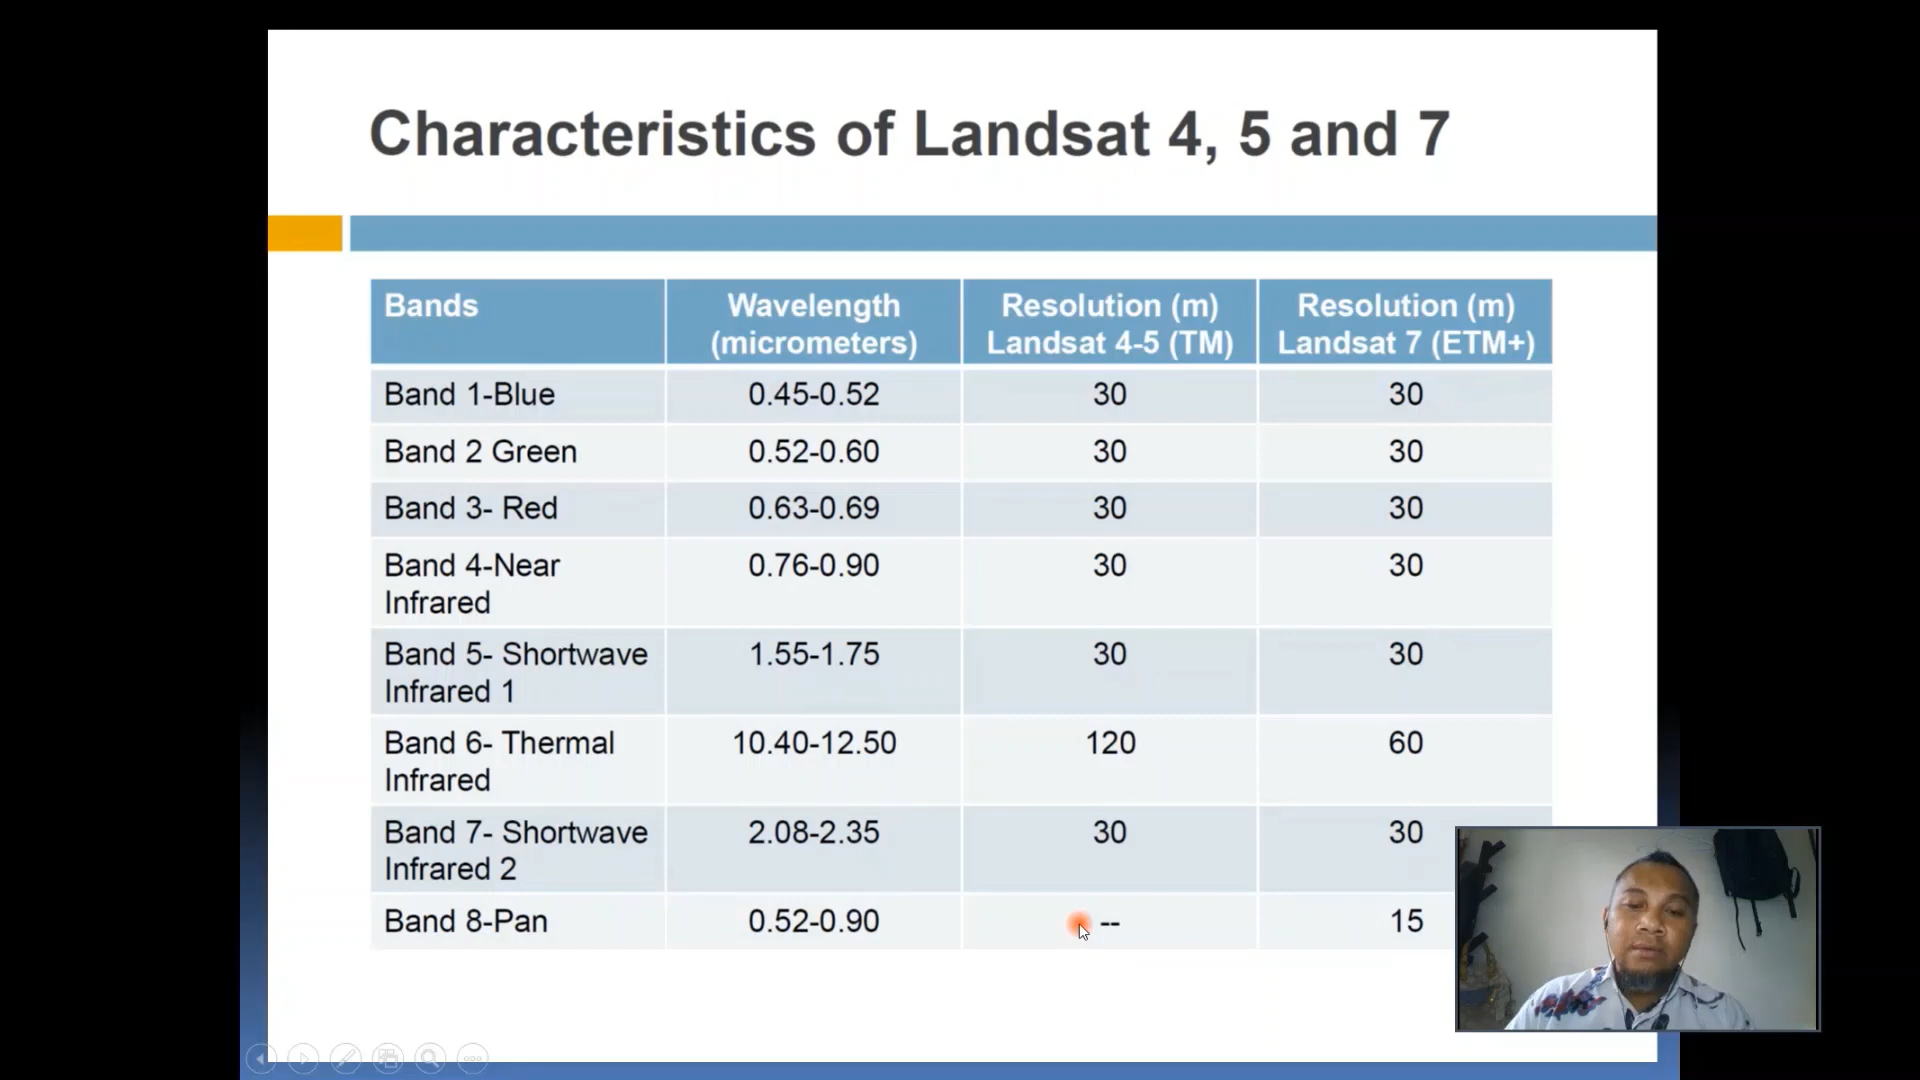 Characteristics of Landsat 4, 5 and 7
Bands Wavelength (micrometers) Resolution (m) Landsat 4-5 (TM) Resolution (m) Landsat 7 (ETM+)
Band 1-Blue 0.45-0.52 30 30
Band 2 Green 0.52-0.60 30 30
Band 3- Red 0.63-0.69 30 30
Band 4-Near Infrared 0.76-0.90 30 30
Band 5- Shortwave Infrared 1 1.55-1.75 30 30
Band 6- Thermal Infrared 10.40-12.50 120 60
Band 7- Shortwave Infrared 2 2.08-2.35 30 30
Band 8-Pan 0.52-0.90 -- 15